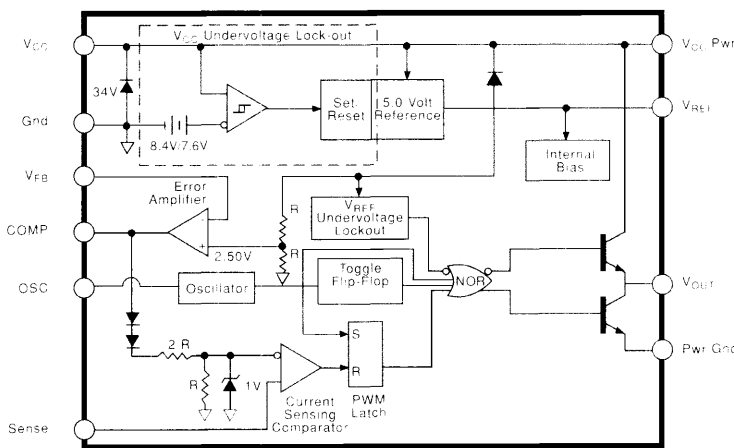 VCC
VCC Undervoltage Lock-out
VCC Pwr
34V
Set
Reset
5.0 Volt
Reference
VREF
Gnd
8.4V/7.6V
Internal
Bias
VFB
Error
Amplifier
R
VREF
Undervoltage
Lockout
COMP
-
+
2.50V
R
NOR
OSC
Oscillator
Toggle
Flip-Flop
VOUT
2 R
S
R
R
1V
Pwr Gnd
Current
Sensing
Comparator
PWM
Latch
Sense